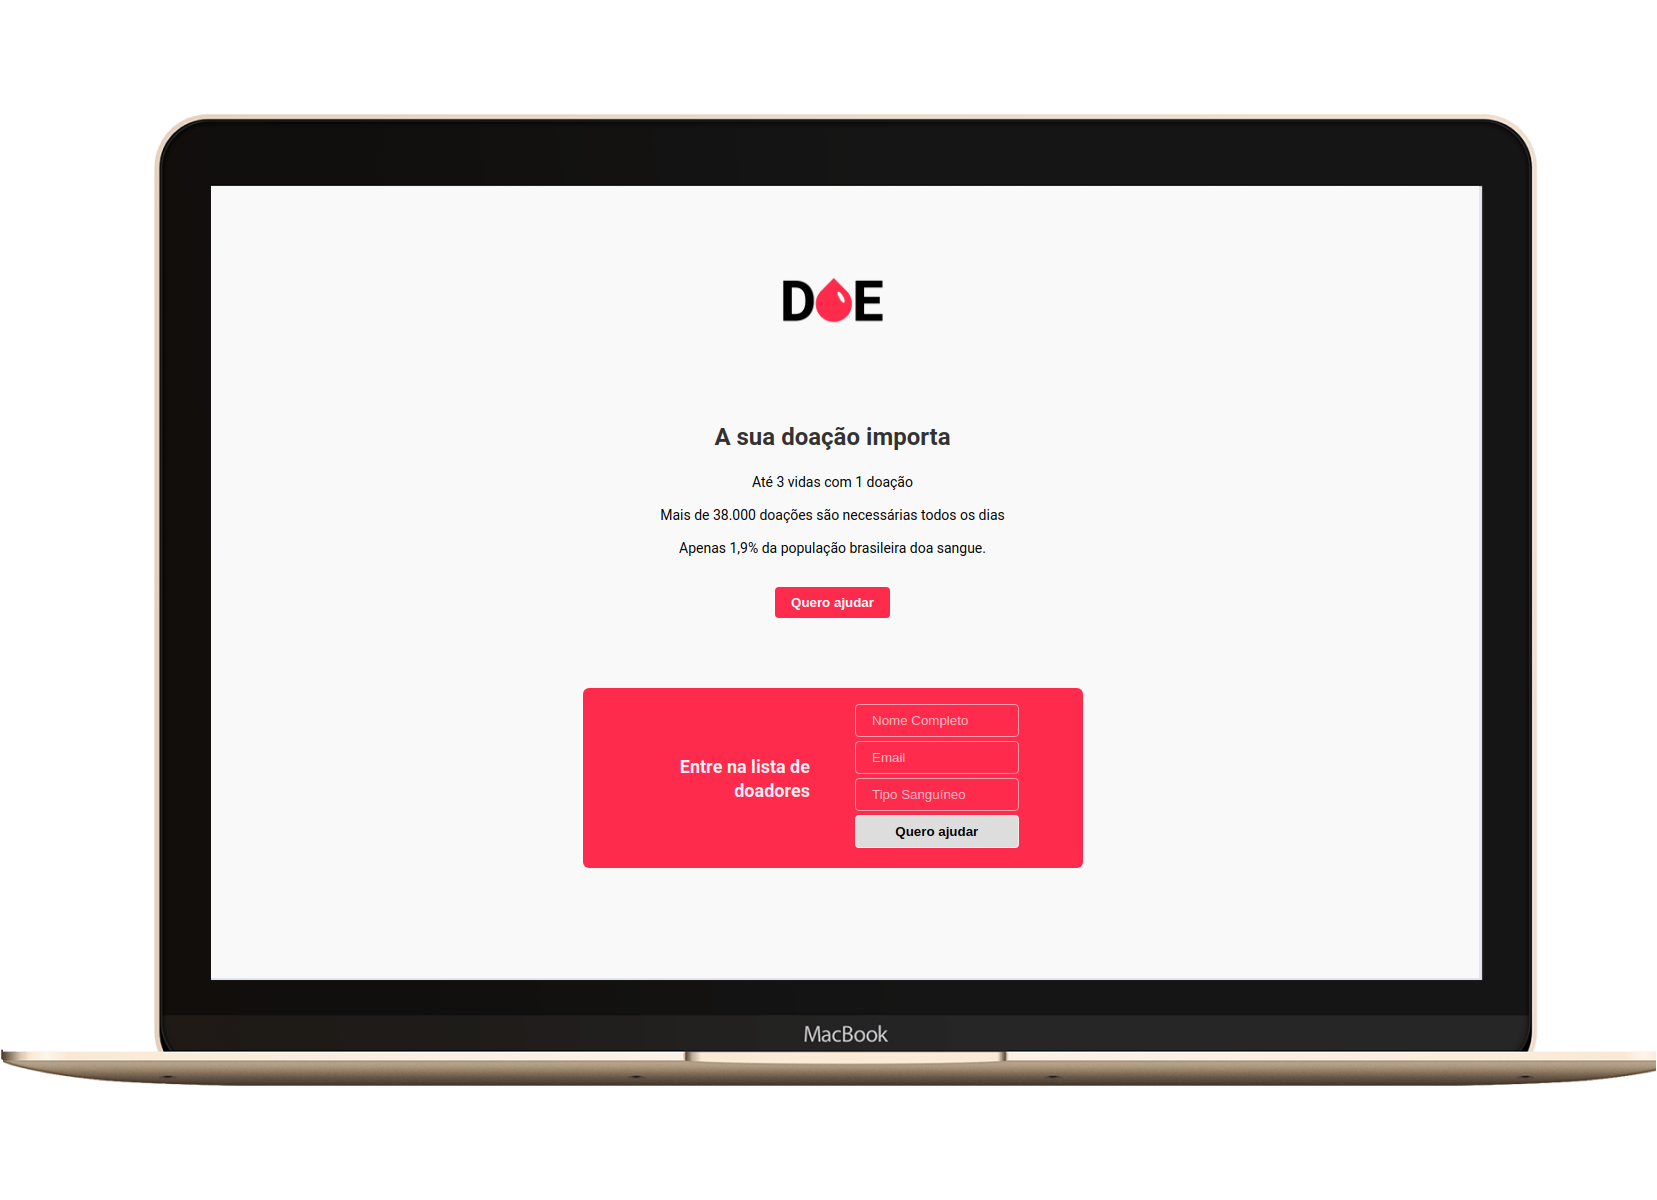 DOE
A sua doação importa
Até 3 vidas com 1 doação
Mais de 38.000 doações são necessárias todos os dias
Apenas 1,9% da população brasileira doa sangue.
Quero ajudar
Entre na lista de
doadores
Nome Completo
Email
Tipo Sanguíneo
Quero ajudar
MacBook